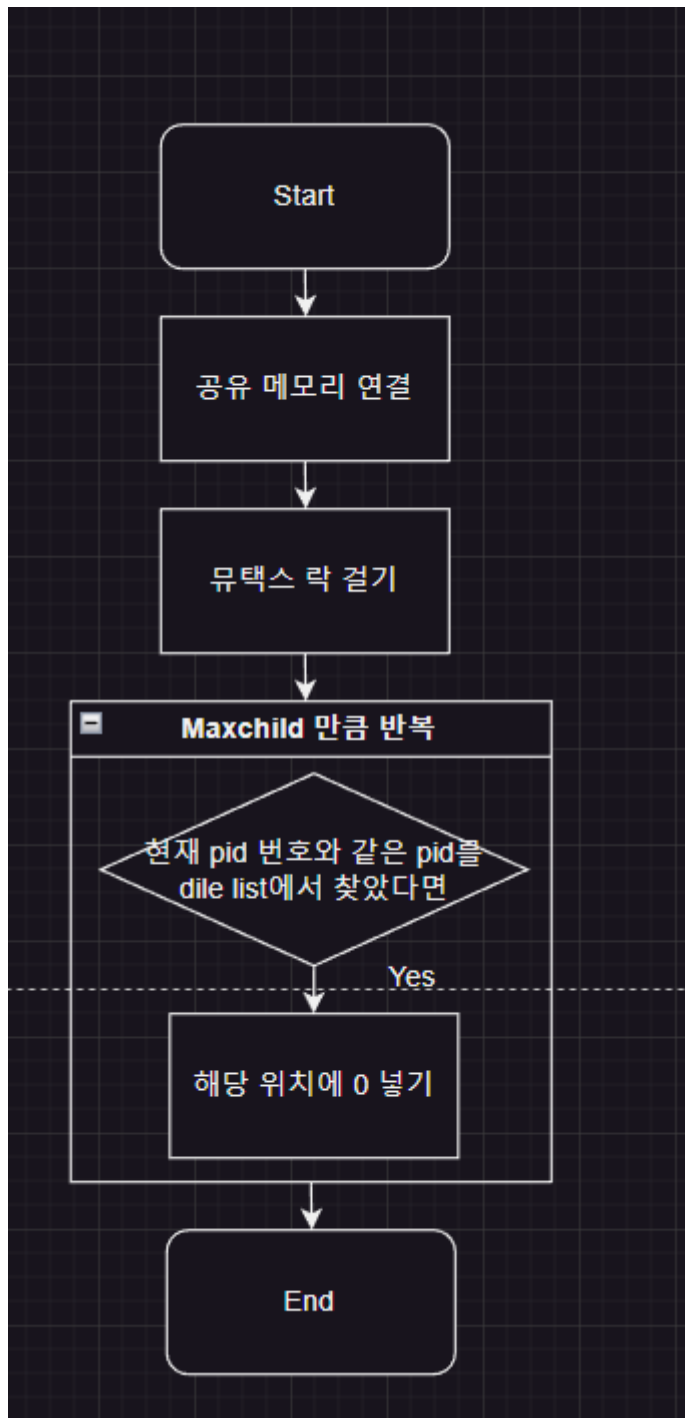 Start
공유 메모리 연결
뮤택스 락 걸기
Maxchild 만큼 반복
현재 pid 번호와 같은 pid를
dile list에서 찾았다면
Yes
해당 위치에 0 넣기
End